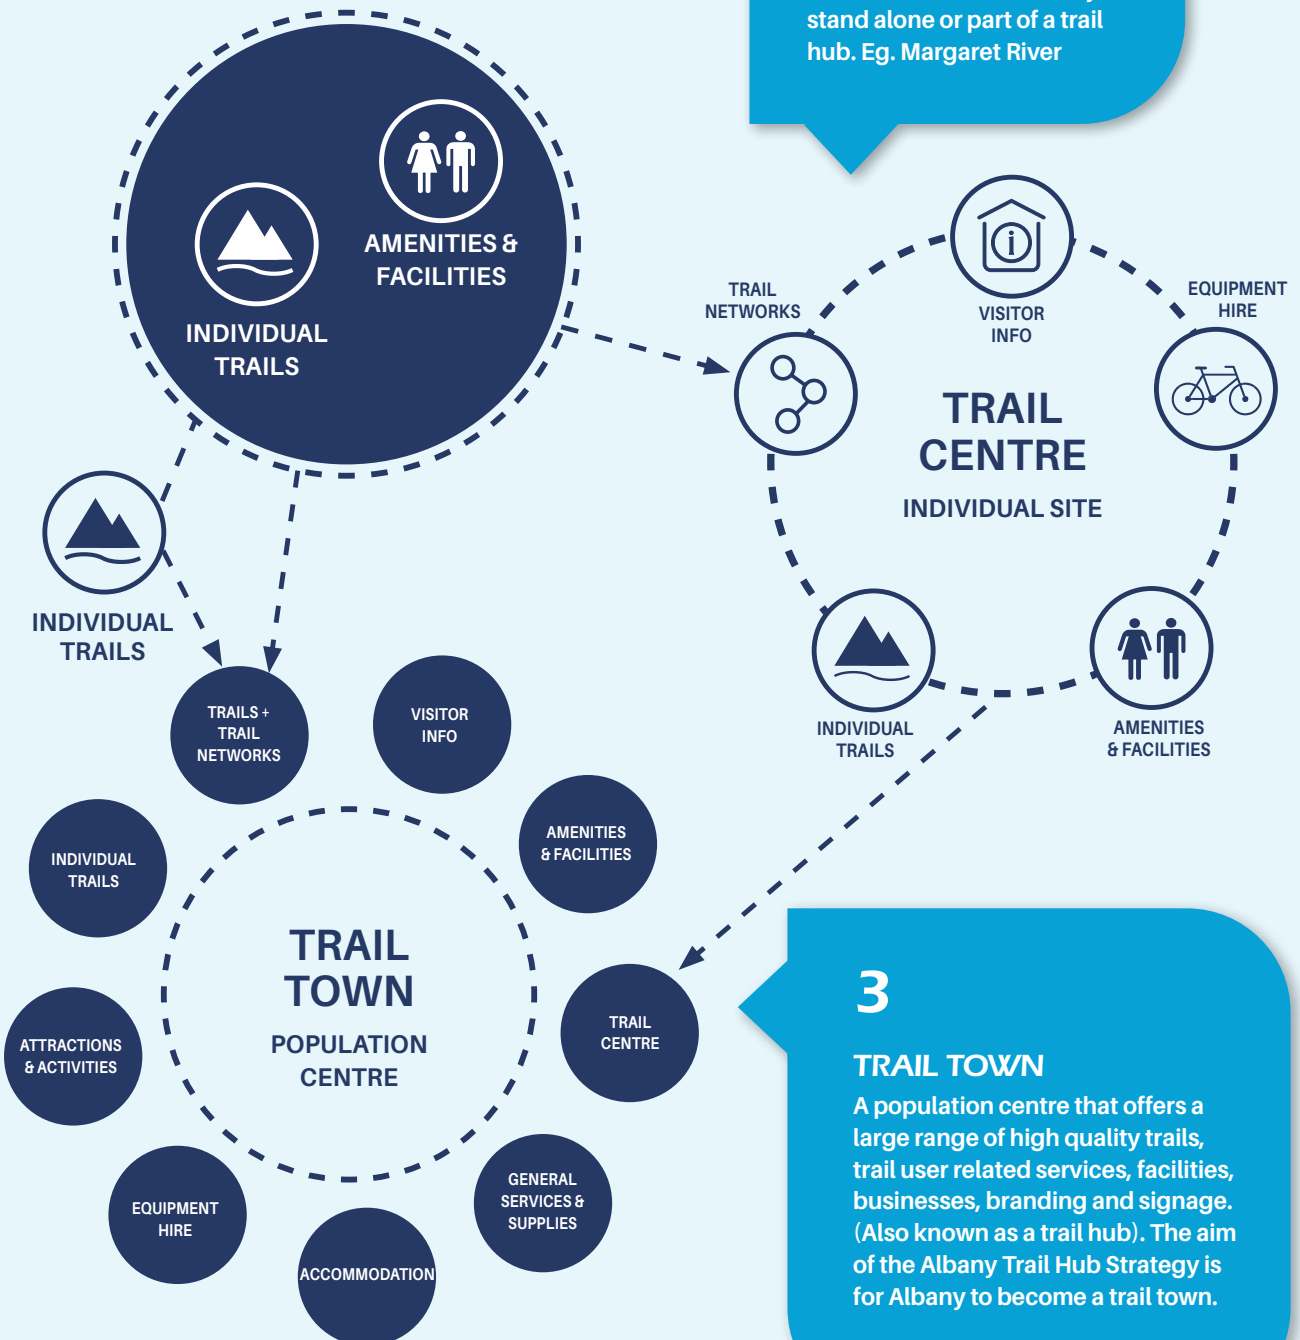 stand alone or part of a trail
hub. Eg. Margaret River
AMENITIES &
FACILITIES
INDIVIDUAL
TRAILS
TRAIL
NETWORKS
VISITOR
INFO
EQUIPMENT
HIRE
TRAIL
CENTRE
INDIVIDUAL SITE
INDIVIDUAL
TRAILS
AMENITIES
& FACILITIES
INDIVIDUAL
TRAILS
TRAILS +
TRAIL
NETWORKS
VISITOR
INFO
AMENITIES
& FACILITIES
INDIVIDUAL
TRAILS
TRAIL
TOWN
POPULATION
CENTRE
TRAIL
CENTRE
ATTRACTIONS
& ACTIVITIES
EQUIPMENT
HIRE
GENERAL
SERVICES &
SUPPLIES
ACCOMMODATION
3
TRAIL TOWN
A population centre that offers a
large range of high quality trails,
trail user related services, facilities,
businesses, branding and signage.
(Also known as a trail hub). The aim
of the Albany Trail Hub Strategy is
for Albany to become a trail town.